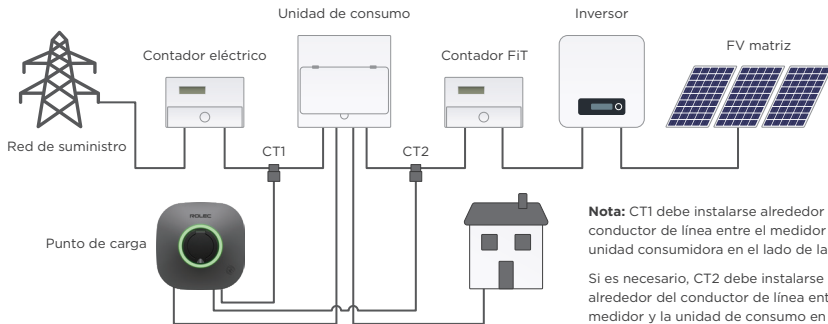 Unidad de consumo
Inversor
Contador eléctrico
Contador FiT
FV matriz
Red de suministro
CT1
CT2
ROLEC
Punto de carga
Nota: CT1 debe instalarse alrededor
conductor de línea entre el medidor
unidad consumidora en el lado de la
Si es necesario, CT2 debe instalarse
alrededor del conductor de línea ent
medidor y la unidad de consumo en